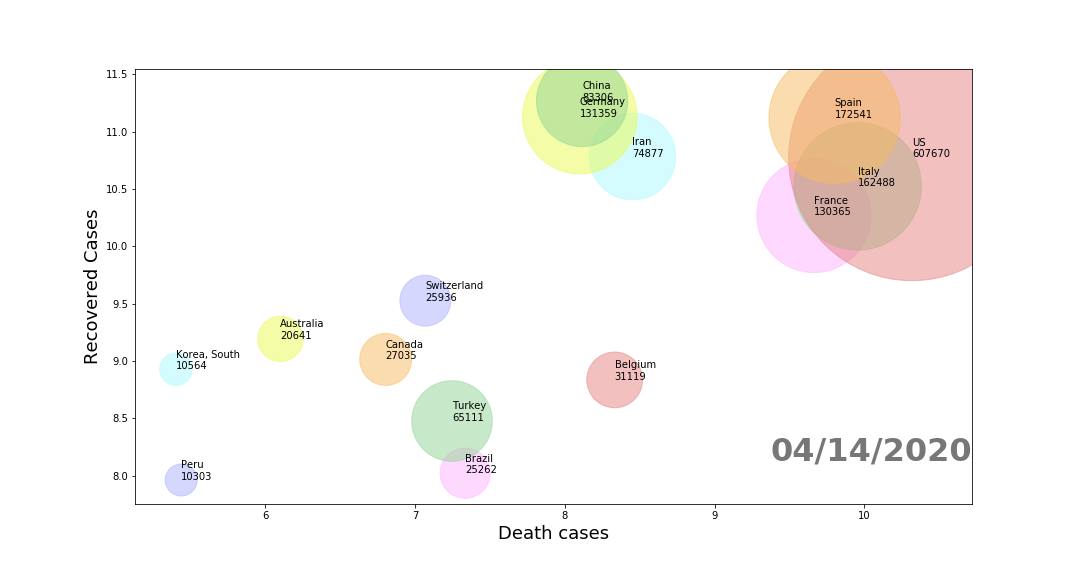 11.5
11.0
10.5
10.0
9.5
9.0
8.5
8.0
Recovered Cases
China
83306
Germany
131359
Iran
74877
Spain
172541
US
607670
Italy
162488
France
130365
Switzerland
25936
Australia
20641
Canada
27035
Korea, South
10564
Belgium
31119
Turkey
65111
Brazil
25262
Peru
10303
04/14/2020
6
7
8
9
10
Death cases